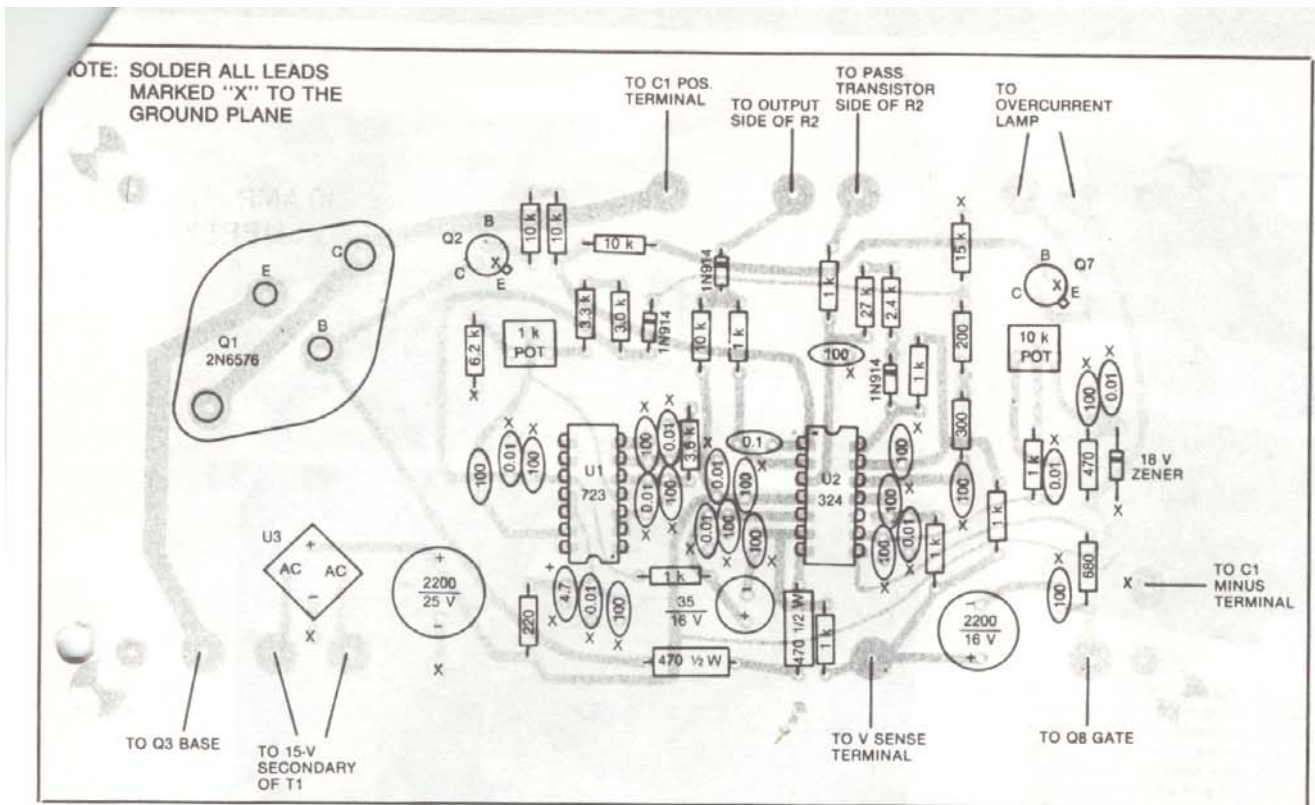 OTE: SOLDER ALL LEADS
MARKED "X" TO THE
GROUND PLANE
TO C1 POS.
TERMINAL
TO OUTPUT
SIDE OF R2
TO PASS
TRANSISTOR
SIDE OF R2
TO
OVERCURRENT
LAMP
X
B
Q2
C
X
E
10 k
10 k
10 k
1N914
1 k
27 k
2.4 k
15 k
B
Q7
C
X
E
C
E
B
Q1
2N6576
6.2 k
X
1 k
POT
3.3 k
3.0 k
1N914
10 k
1 k
100
X
1N914
1 k
200
10 k
POT
X
100
X
0.01
X
100
X
0.01
X
100
U1
723
X
100
X
0.01
0.01
X
100
X
X
0.01
X
100
0.1
0.01
100
100
X
X
U2
324
100
X
100
X
100
X
0.01
X
1 k
X
300
100
X
1 k
X
1 k
X
0.01
470
18 V
ZENER
X
U3
+
AC
AC
-
X
+
2200
25 V
-
X
220
+
4.7
X
0.01
X
100
X
1 k
35
16 V
+
470 ½ W
470 1/2 W
1 k
-
2200
16 V
+
X
100
680
X
TO C1
MINUS
TERMINAL
TO Q3 BASE
TO 15-V
SECONDARY
OF T1
TO V SENSE
TERMINAL
TO Q8 GATE